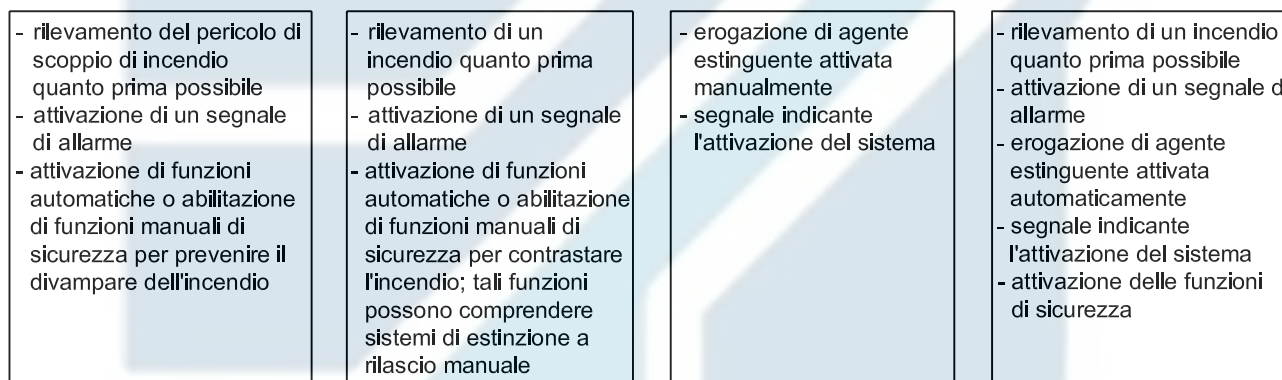 - rilevamento del pericolo di
scoppio di incendio
quanto prima possibile
- attivazione di un segnale
di allarme
- attivazione di funzioni
automatiche o abilitazione
di funzioni manuali di
sicurezza per prevenire il
divampare dell'incendio
- rilevamento di un
incendio quanto prima
possibile
- attivazione di un segnale
di allarme
- attivazione di funzioni
automatiche o abilitazione
di funzioni manuali di
sicurezza per contrastare
l'incendio; tali funzioni
possono comprendere
sistemi di estinzione a
rilascio manuale
- erogazione di agente
estinguente attivata
manualmente
- segnale indicante
l'attivazione del sistema
- rilevamento di un incendio
quanto prima possibile
- attivazione di un segnale
allarme
- erogazione di agente
estinguente attivata
automaticamente
- segnale indicante
l'attivazione del sistema
- attivazione delle funzioni
di sicurezza